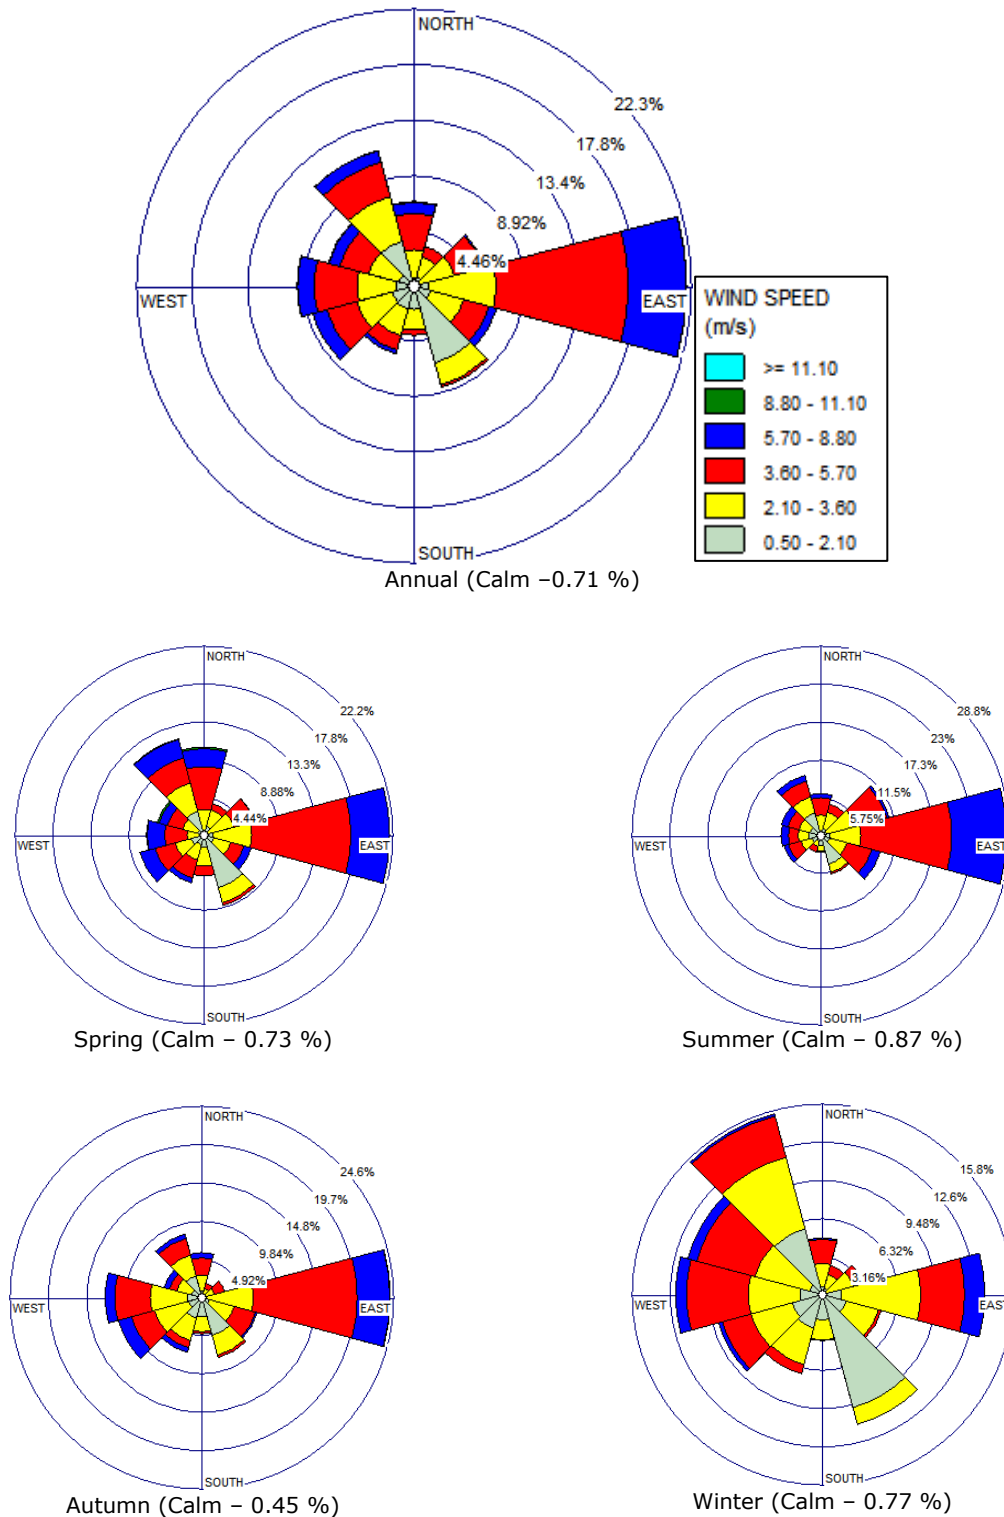 NORTH
22.3%
17.8%
13.4%
8.92%
4.46%
WEST
EAST
SOUTH
WIND SPEED
(m/s)
>= 11.10
8.80 - 11.10
5.70 - 8.80
3.60 - 5.70
2.10 - 3.60
0.50 - 2.10
Annual (Calm –0.71 %)
NORTH
22.2%
17.8%
13.3%
8.88%
4.44%
WEST
EAST
SOUTH
Spring (Calm – 0.73 %)
NORTH
28.8%
23%
17.3%
11.5%
5.75%
WEST
EAST
SOUTH
Summer (Calm – 0.87 %)
NORTH
24.6%
19.7%
14.8%
9.84%
4.92%
WEST
EAST
SOUTH
Autumn (Calm – 0.45 %)
NORTH
15.8%
12.6%
9.48%
6.32%
3.16%
WEST
EAST
SOUTH
Winter (Calm – 0.77 %)